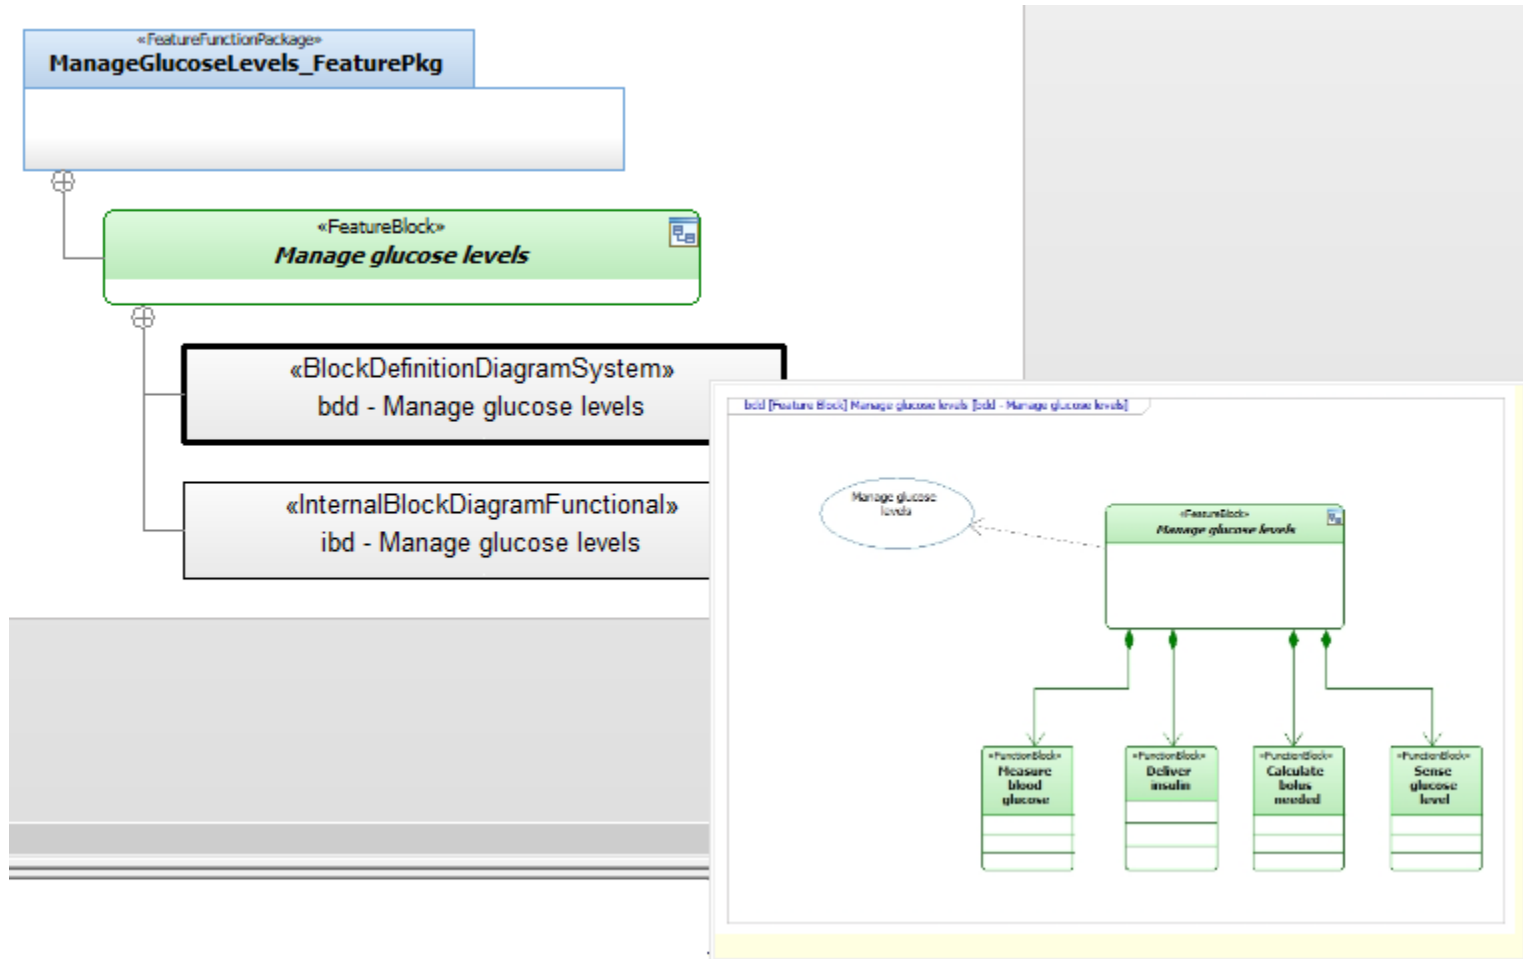 «FeatureFunctionPackage»
ManageGlucoseLevels_FeaturePkg
«FeatureBlock»
Manage glucose levels
«BlockDefinitionDiagramSystem»
bdd - Manage glucose levels
«InternalBlockDiagramFunctional»
ibd - Manage glucose levels
bdd [Feature Block] Manage glucose levels [bdd - Manage glucose levels]
Manage glucose
levels
«FeatureBlock»
Manage glucose levels
«FunctionBlock»
Measure
blood
glucose
«FunctionBlock»
Deliver
insulin
«FunctionBlock»
Calculate
bolus
needed
«FunctionBlock»
Sense
glucose
level